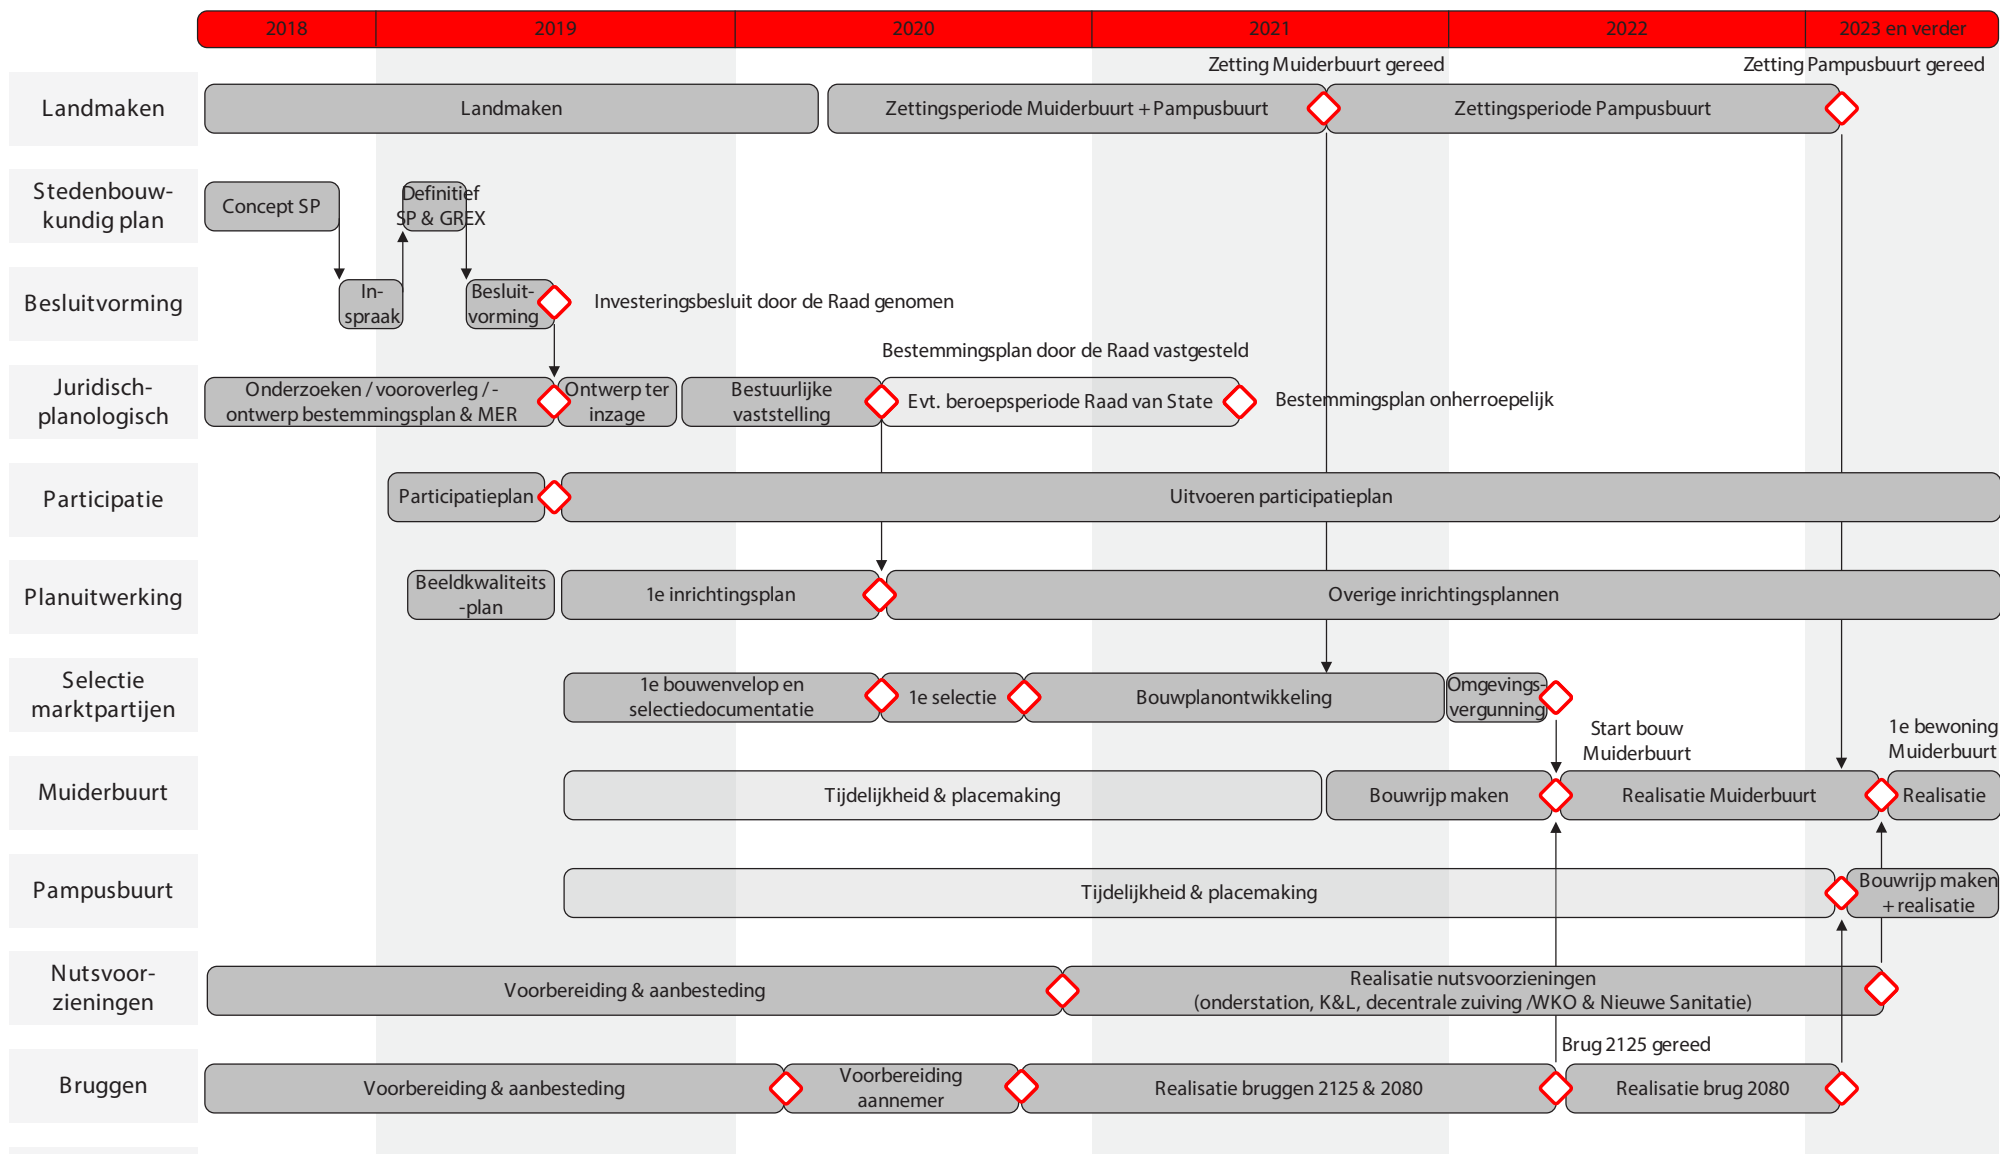 2018
2019
2020
2021
2022
2023 en verder
Zetting Muiderbuurt gereed
Zetting Pampusbuurt gereed
Landmaken
Landmaken
Zettingsperiode Muiderbuurt + Pampusbuurt
Zettingsperiode Pampusbuurt
Stedenbouw-
kundig plan
Concept SP
Definitief
SP & GREX
Besluitvorming
In-
spraak
Besluit-
vorming
Investeringsbesluit door de Raad genomen
Bestemmingsplan door de Raad vastgesteld
Juridisch-
planologisch
Onderzoeken / vooroverleg / -
ontwerp bestemmingsplan & MER
Ontwerp ter
inzage
Bestuurlijke
vaststelling
Evt. beroepsperiode Raad van State
Bestemmingsplan onherroepelijk
Participatie
Participatieplan
Uitvoeren participatieplan
Planuitwerking
Beeldkwaliteits
-plan
1e inrichtingsplan
Overige inrichtingsplannen
Selectie
marktpartijen
1e bouwenvelop en
selectiedocumentatie
1e selectie
Bouwplanontwikkeling
Omgevings-
vergunning
Start bouw
Muiderbuurt
1e bewoning
Muiderbuurt
Muiderbuurt
Tijdelijkheid & placemaking
Bouwrijp maken
Realisatie Muiderbuurt
Realisatie
Pampusbuurt
Tijdelijkheid & placemaking
Bouwrijp maken
+ realisatie
Nutsvoor-
zieningen
Voorbereiding & aanbesteding
Realisatie nutsvoorzieningen
(onderstation, K&L, decentrale zuiving /WKO & Nieuwe Sanitatie)
Brug 2125 gereed
Bruggen
Voorbereiding & aanbesteding
Voorbereiding
aannemer
Realisatie bruggen 2125 & 2080
Realisatie brug 2080